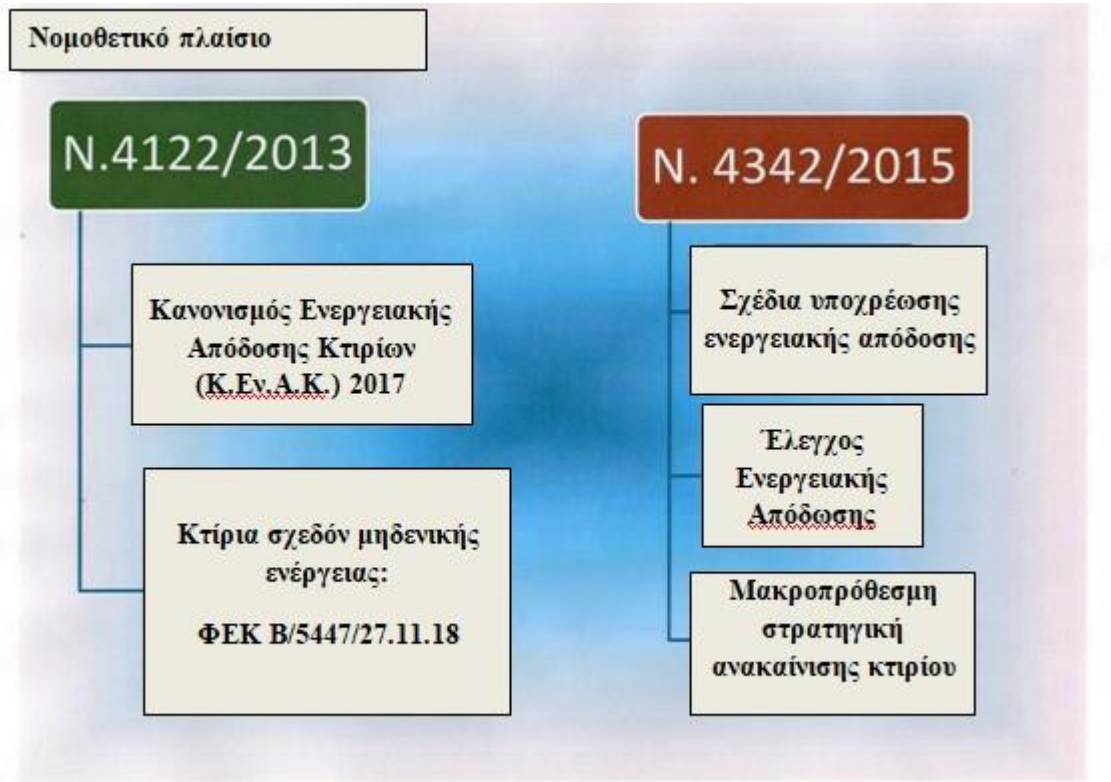 Νομοθετικό πλαίσιο
Ν.4122/2013
Κανονισμός Ενεργειακής
Απόδοσης Κτιρίων
(Κ.Εν.Α.Κ.) 2017
Κτίρια σχεδόν μηδενικής
ενέργειας:
ΦΕΚ Β/5447/27.11.18
Ν. 4342/2015
Σχέδια υποχρέωσης
ενεργειακής απόδοσης
Έλεγχος
Ενεργειακής
Απόδωσης
Μακροπρόθεσμη
στρατηγική
ανακαίνισης κτιρίου